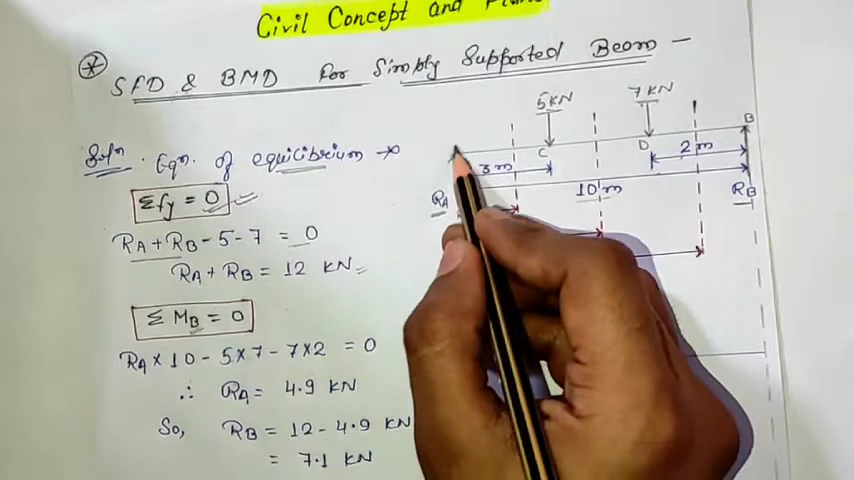 Civil Concept and
SFD & BMD For Simply Supported Beam -
5KN
7KN
B
Soln. Eqn. of equilibrium →
C
D
3m
2m
Σfy = 0
10m
RA
RB
RA + RB - 5 - 7 = 0
RA + RB = 12 KN
Σ MB = 0
RA × 10 - 5×7 - 7×2 = 0
∴ RA = 4.9 KN
So, RB = 12 - 4.9 KN
= 7.1 KN